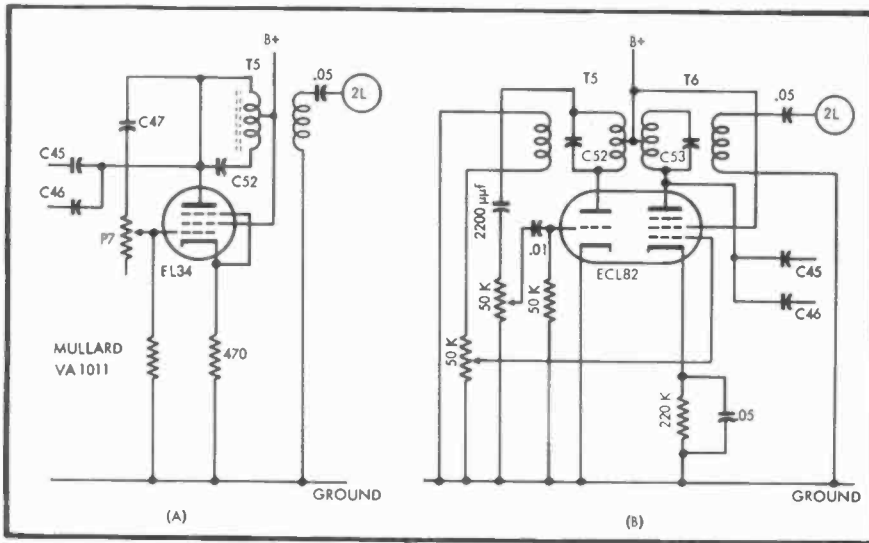 B+
T5
.05
2L
C47
C45
C52
C46
P7
EL34
MULLARD
VA 1011
470
GROUND
(A)
B+
T5
T6
.05
2L
C52
C53
2200 µµf
.01
ECL82
C45
C46
50 K
50 K
50 K
220 K
.05
GROUND
(B)